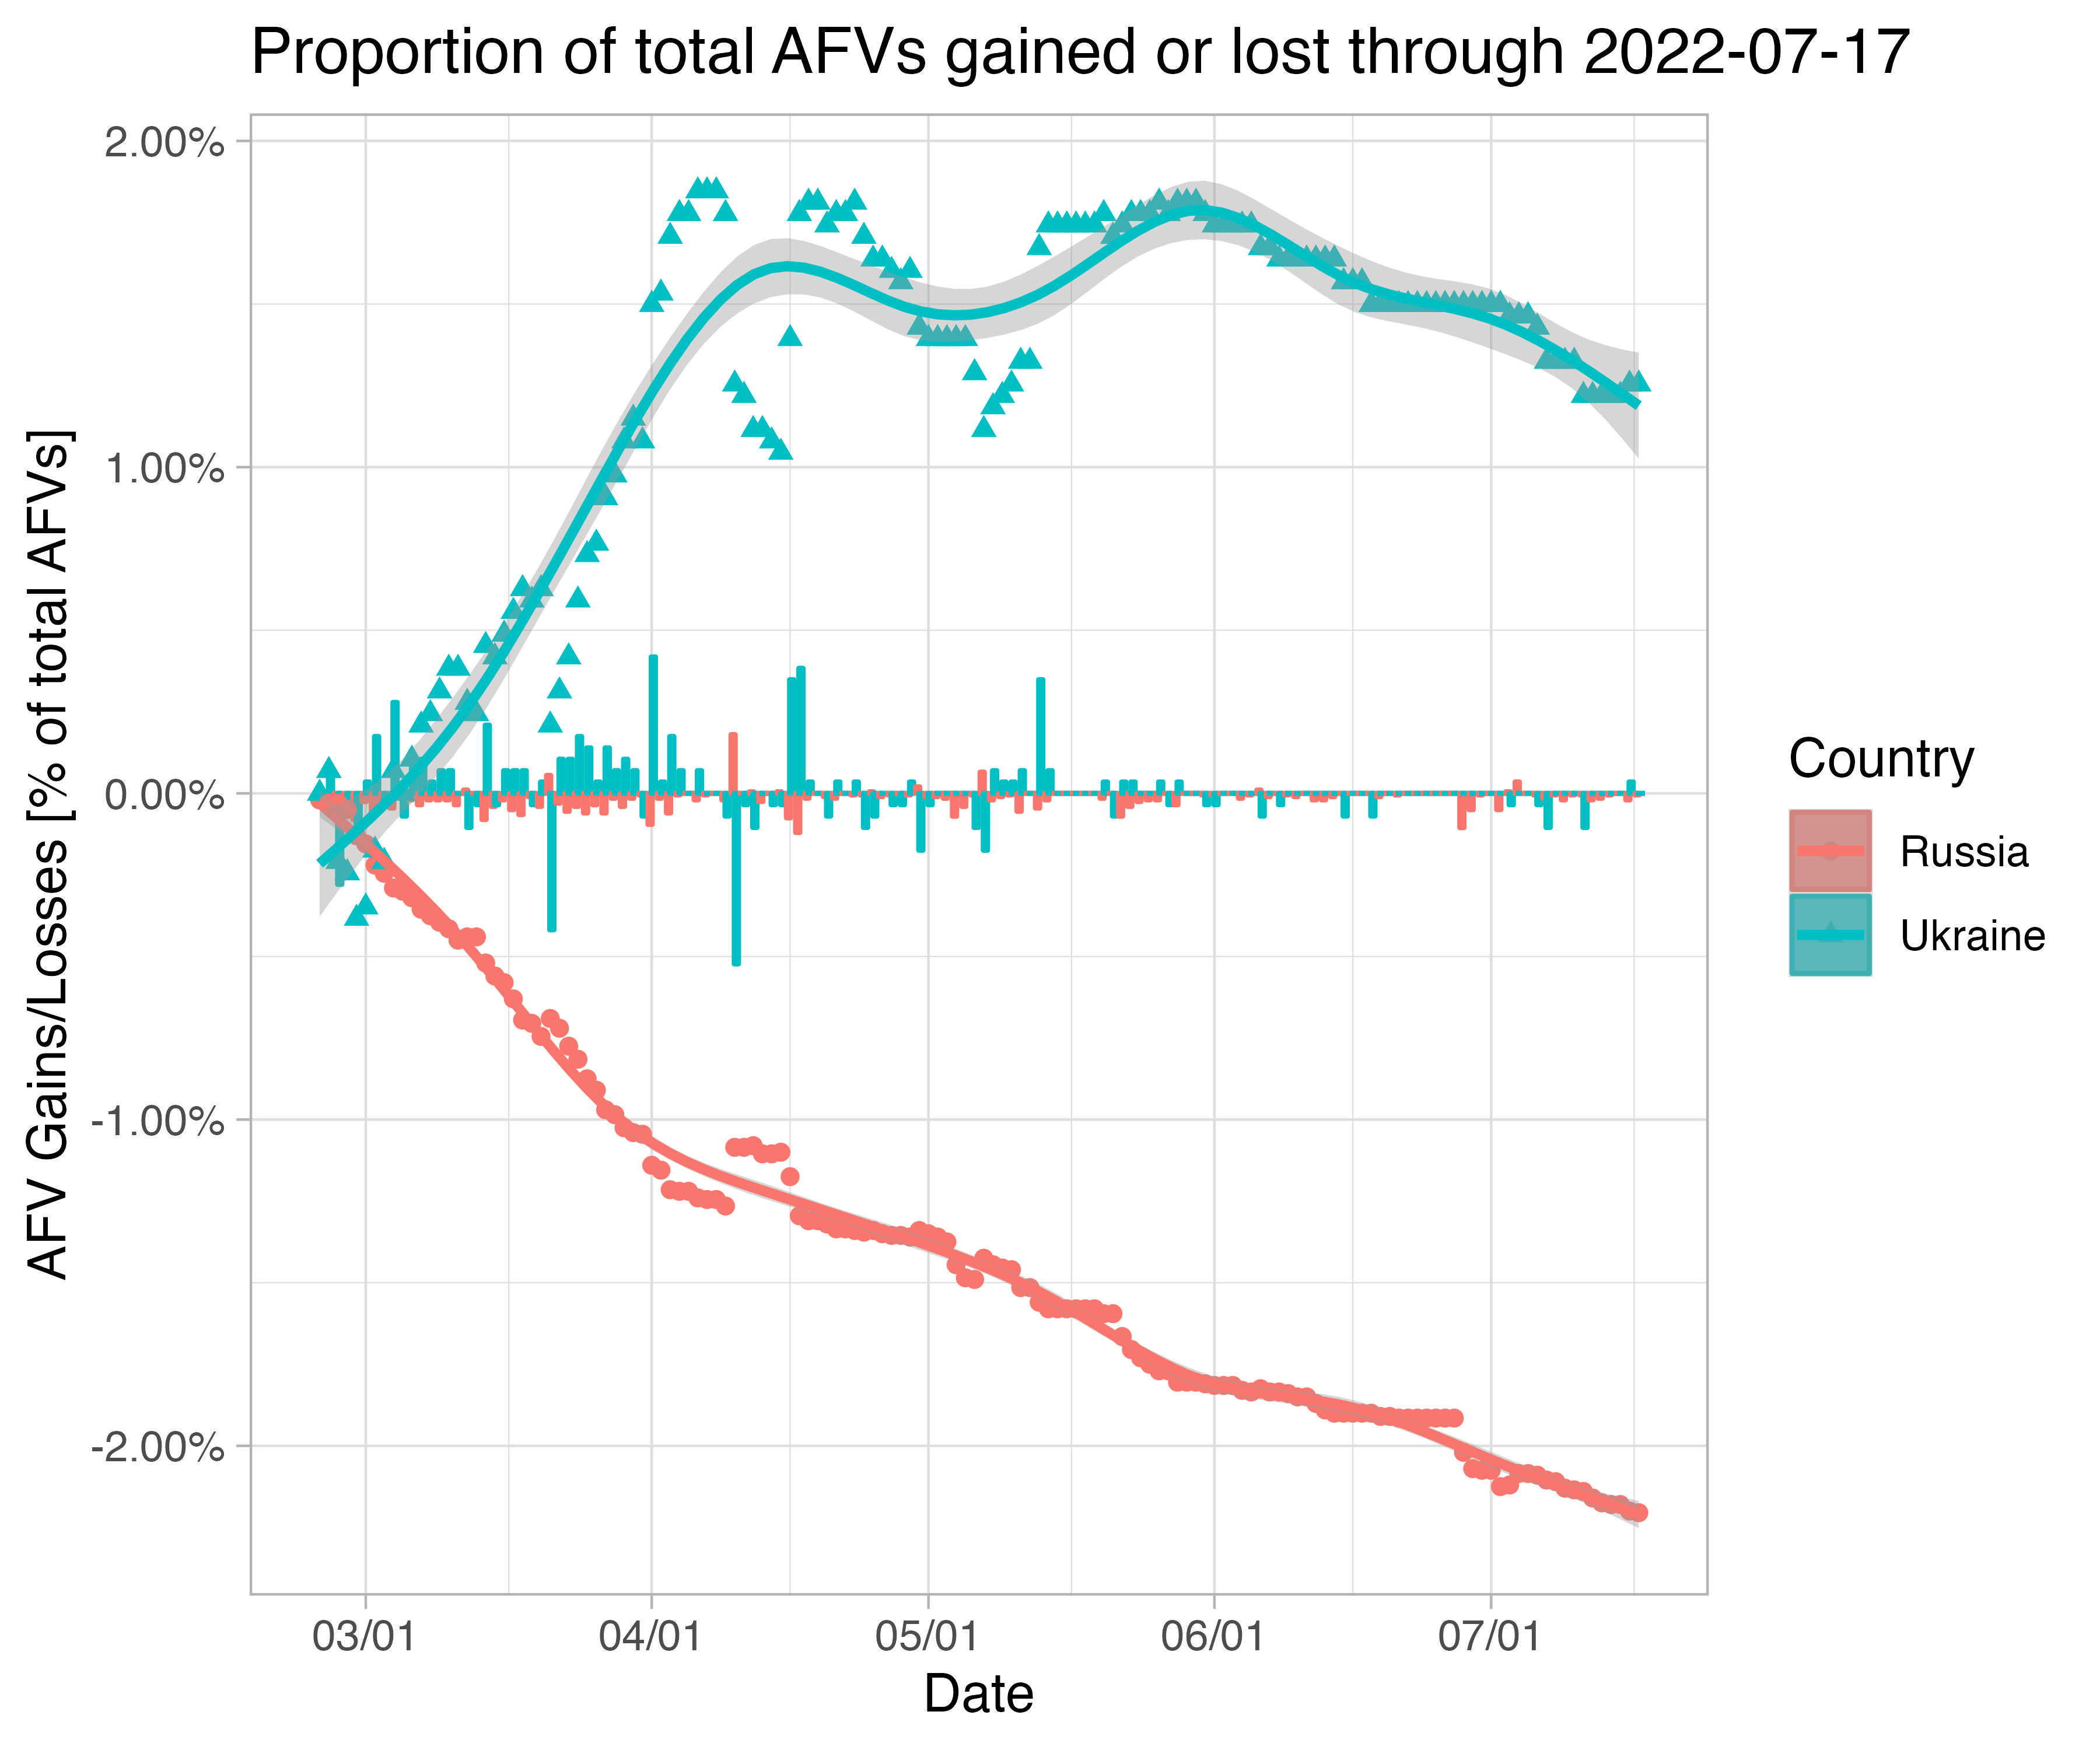 Proportion of total AFVs gained or lost through 2022-07-17
AFV Gains/Losses [% of total AFVs]
2.00%
1.00%
0.00%
-1.00%
-2.00%
03/01
04/01
05/01
06/01
07/01
Date
Country
Russia
Ukraine